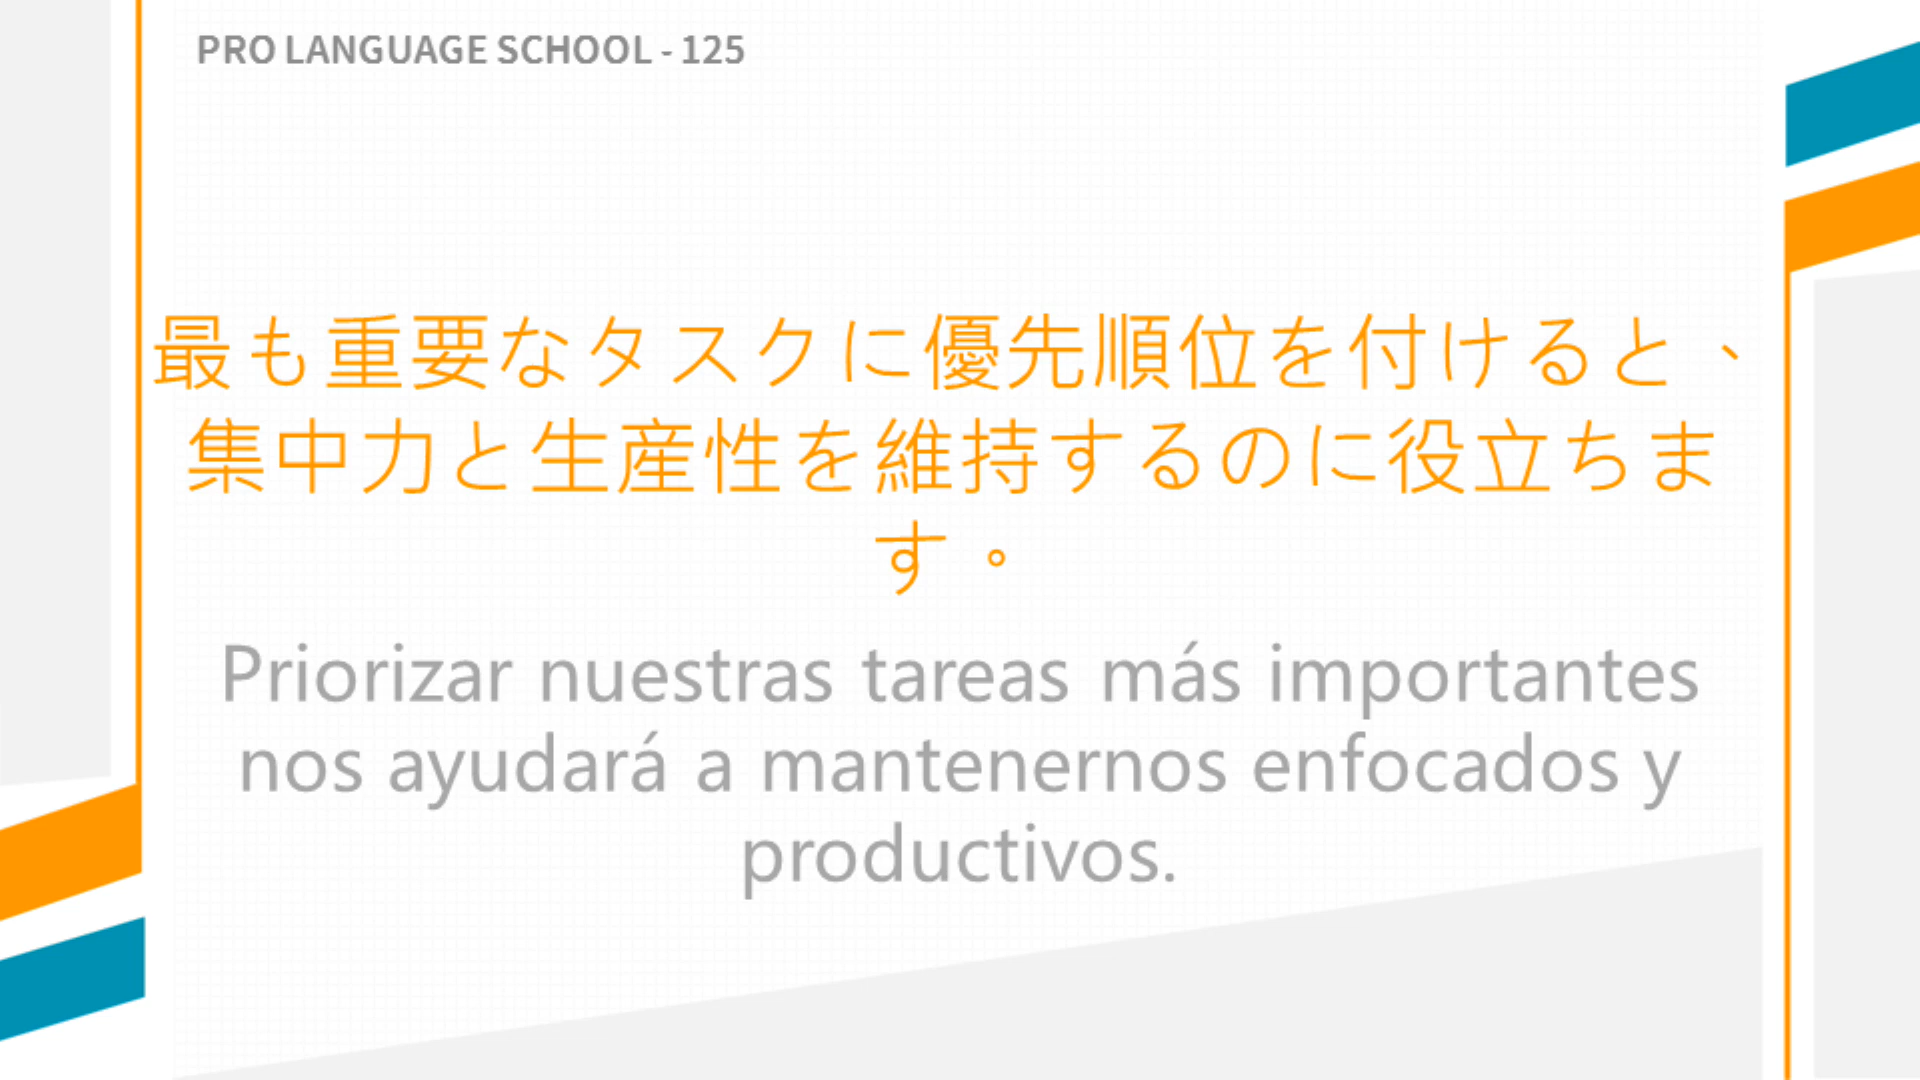 PRO LANGUAGE SCHOOL - 125
最も重要なタスクに優先順位を付けると、
集中力と生産性を維持するのに役立ちま
す。
Priorizar nuestras tareas más importantes
nos ayudará a mantenernos enfocados y
productivos.